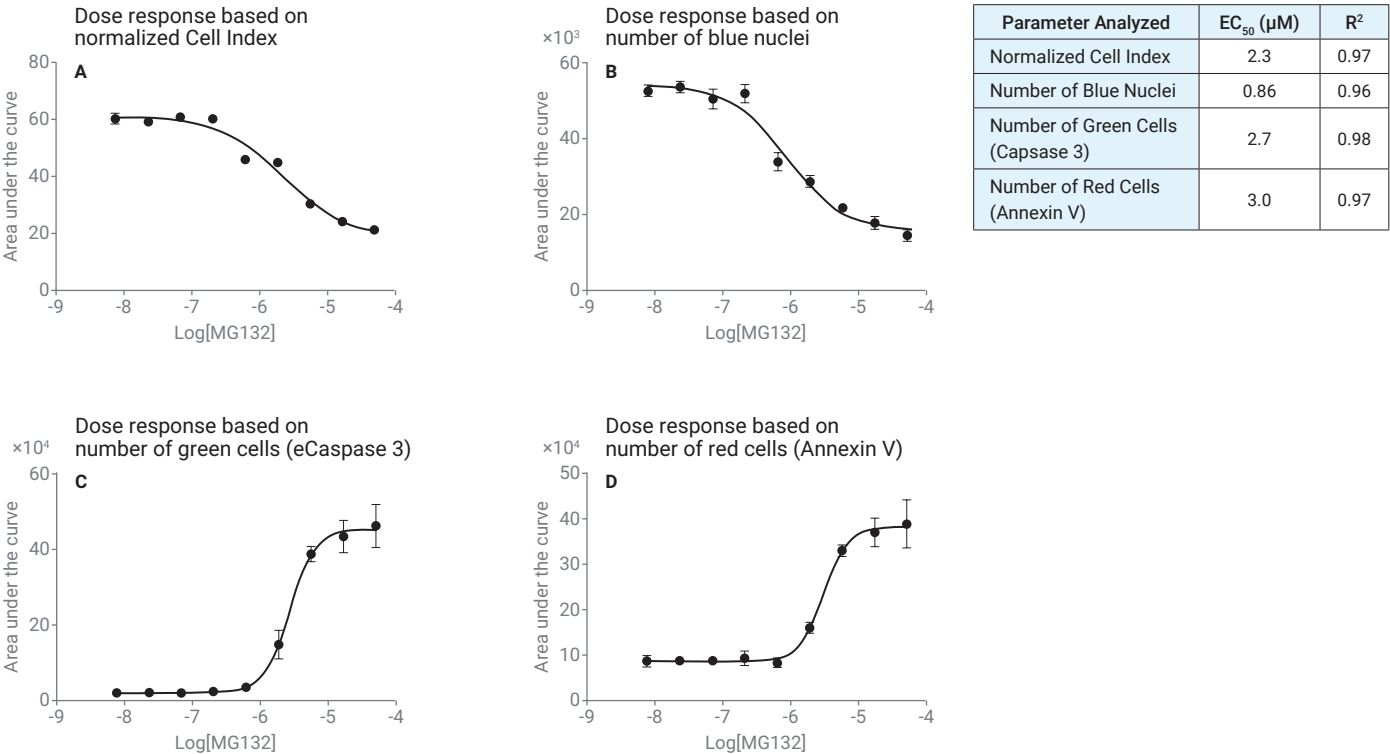 Dose response based on
normalized Cell Index
A
Area under the curve
80
60
40
20
0
-9 -8 -7 -6 -5 -4
Log[MG132]
Dose response based on
number of blue nuclei
×10³
B
Area under the curve
60
40
20
0
-9 -8 -7 -6 -5 -4
Log[MG132]
Parameter Analyzed EC₅₀ (µM) R²
Normalized Cell Index 2.3 0.97
Number of Blue Nuclei 0.86 0.96
Number of Green Cells
(Capsase 3) 2.7 0.98
Number of Red Cells
(Annexin V) 3.0 0.97
Dose response based on
number of green cells (eCaspase 3)
×10⁴
C
Area under the curve
60
40
20
0
-9 -8 -7 -6 -5 -4
Log[MG132]
Dose response based on
number of red cells (Annexin V)
×10⁴
D
Area under the curve
50
40
30
20
10
0
-9 -8 -7 -6 -5 -4
Log[MG132]